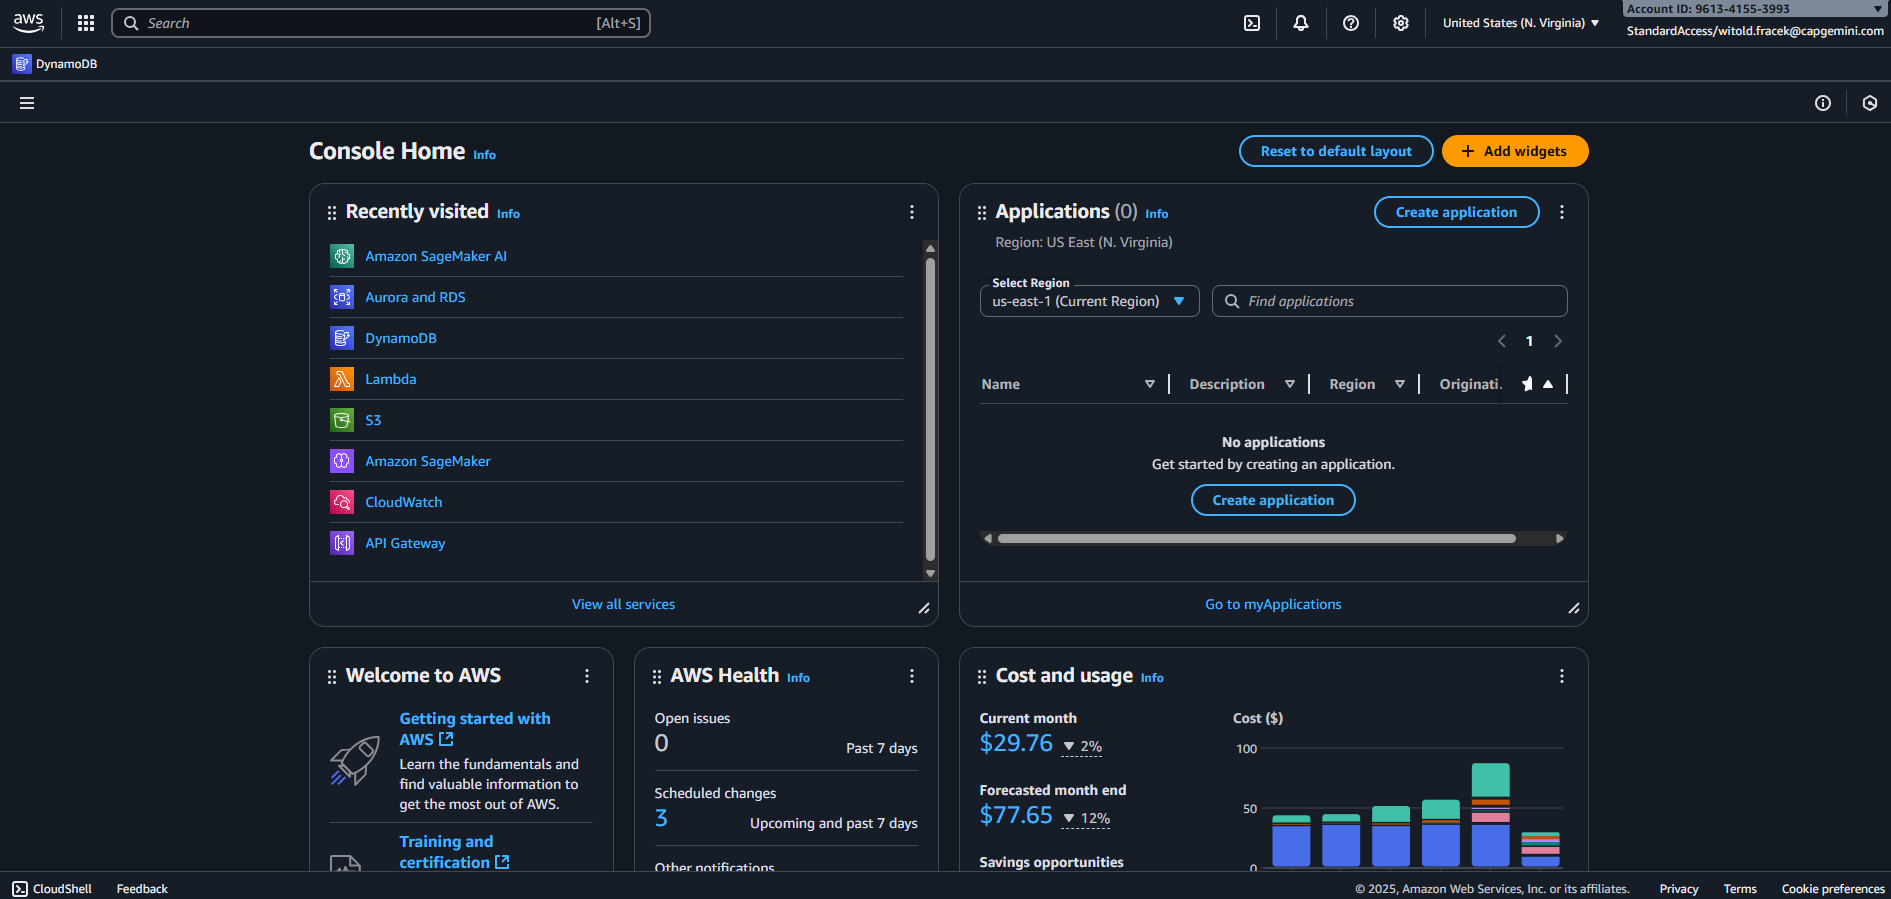 aws
Search [Alt+S]
United States (N. Virginia)
Account ID: 9613-4155-3993
StandardAccess/witold.fracek@capgemini.com
DynamoDB
Console Home Info
Reset to default layout
Add widgets
Recently visited Info
Amazon SageMaker AI
Aurora and RDS
DynamoDB
Lambda
S3
Amazon SageMaker
CloudWatch
API Gateway
View all services
Applications (0) Info
Create application
Region: US East (N. Virginia)
Select Region
us-east-1 (Current Region)
Find applications
1
Name Description Region Originati.
No applications
Get started by creating an application.
Create application
Go to myApplications
Welcome to AWS
Getting started with
AWS
Learn the fundamentals and
find valuable information to
get the most out of AWS.
Training and
certification
AWS Health Info
Open issues
0 Past 7 days
Scheduled changes
3 Upcoming and past 7 days
Other notifications
Cost and usage Info
Current month
$29.76 2%
Forecasted month end
$77.65 12%
Savings opportunities
Cost ($)
100
50
0
CloudShell Feedback
© 2025, Amazon Web Services, Inc. or its affiliates. Privacy Terms Cookie preferences